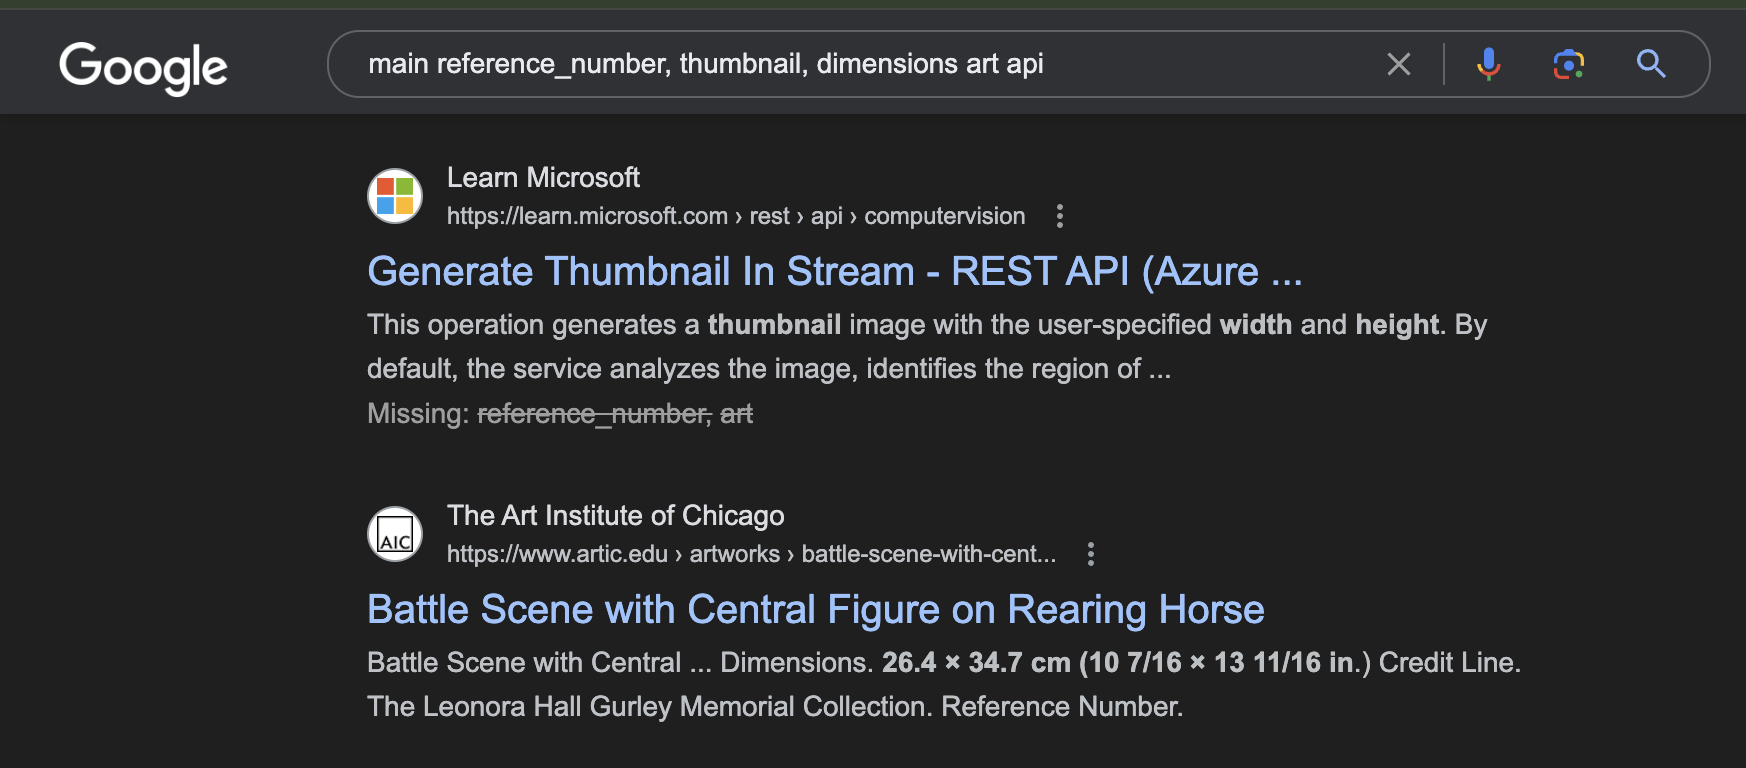 Google
main reference_number, thumbnail, dimensions art api
Learn Microsoft
https://learn.microsoft.com › rest › api › computervision
Generate Thumbnail In Stream - REST API (Azure ...
This operation generates a thumbnail image with the user-specified width and height. By
default, the service analyzes the image, identifies the region of ...
Missing: reference_number, art
AIC
The Art Institute of Chicago
https://www.artic.edu › artworks › battle-scene-with-cent...
Battle Scene with Central Figure on Rearing Horse
Battle Scene with Central ... Dimensions. 26.4 × 34.7 cm (10 7/16 × 13 11/16 in.) Credit Line.
The Leonora Hall Gurley Memorial Collection. Reference Number.